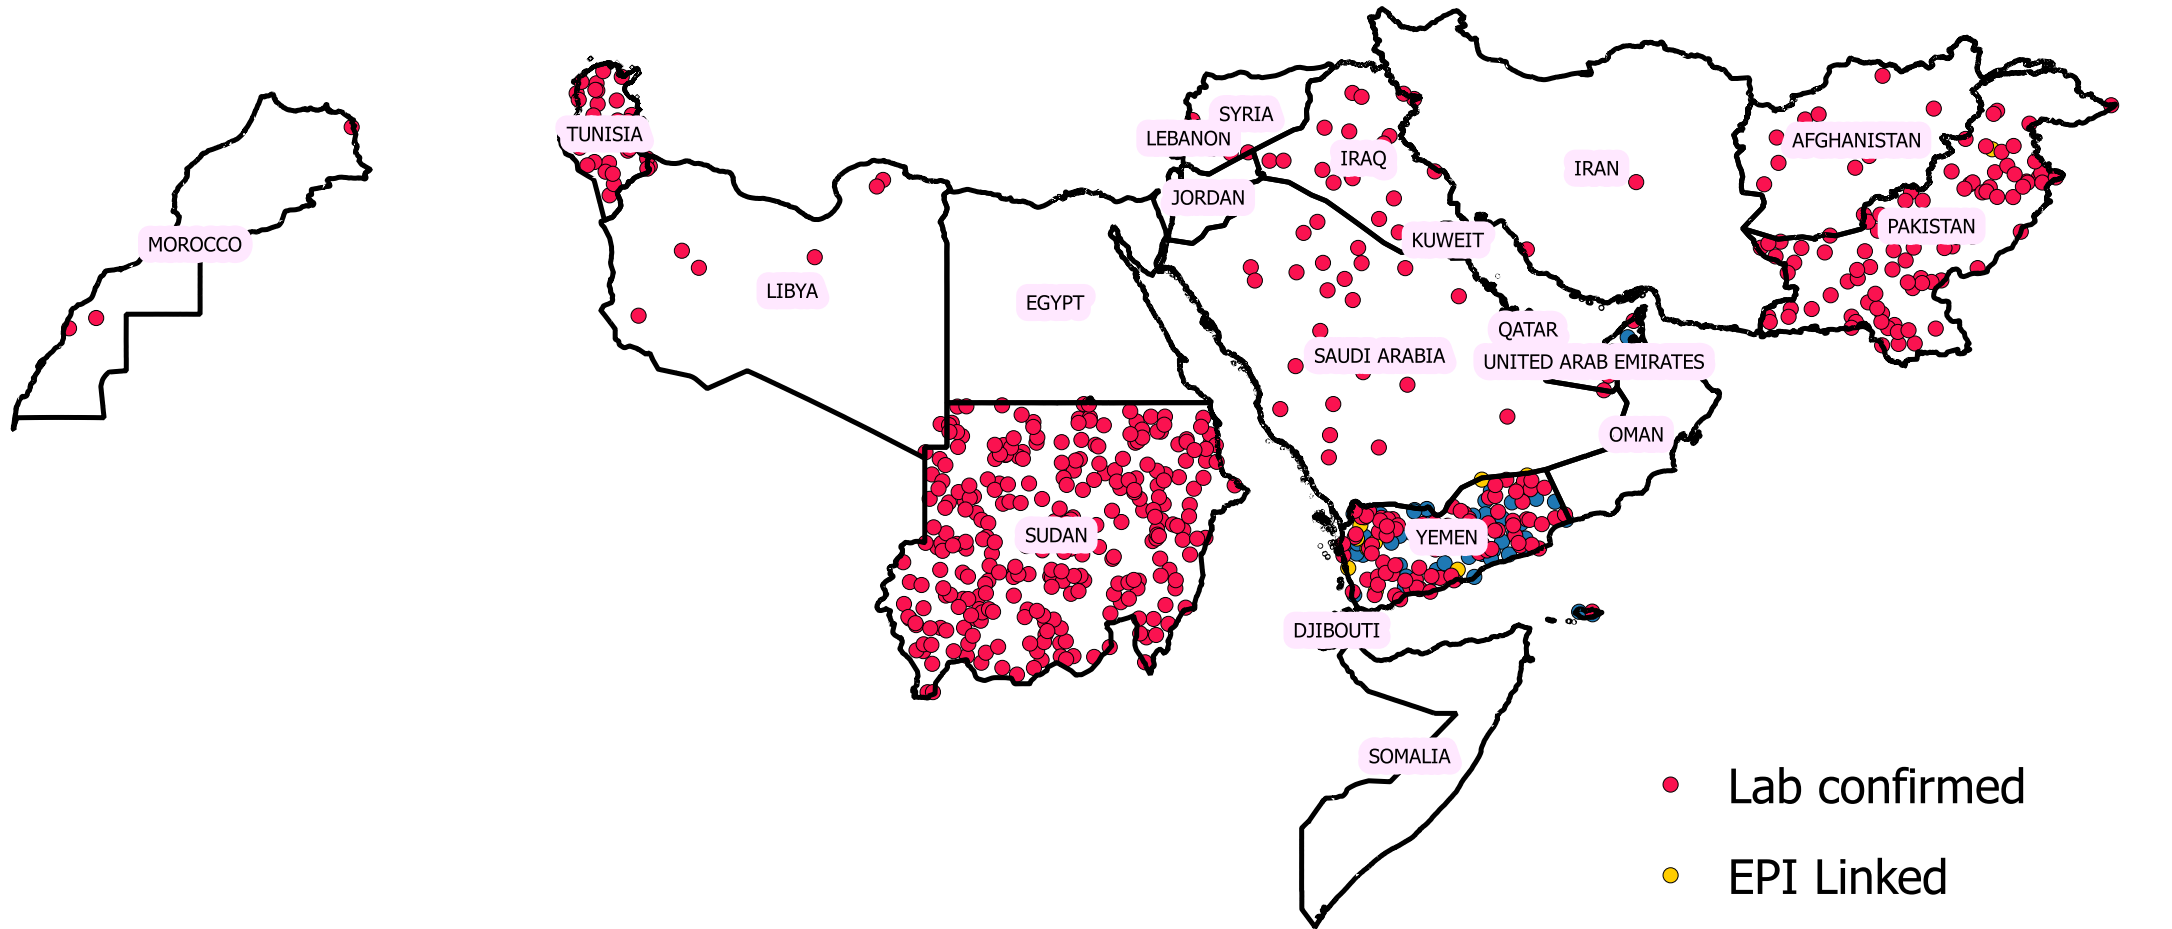 SYRIA
TUNISIA
LEBANON
AFGHANISTAN
IRAQ
IRAN
JORDAN
PAKISTAN
MOROCCO
KUWEIT
LIBYA
EGYPT
QATAR
SAUDI ARABIA
UNITED ARAB EMIRATES
OMAN
SUDAN
YEMEN
DJIBOUTI
SOMALIA
Lab confirmed
EPI Linked